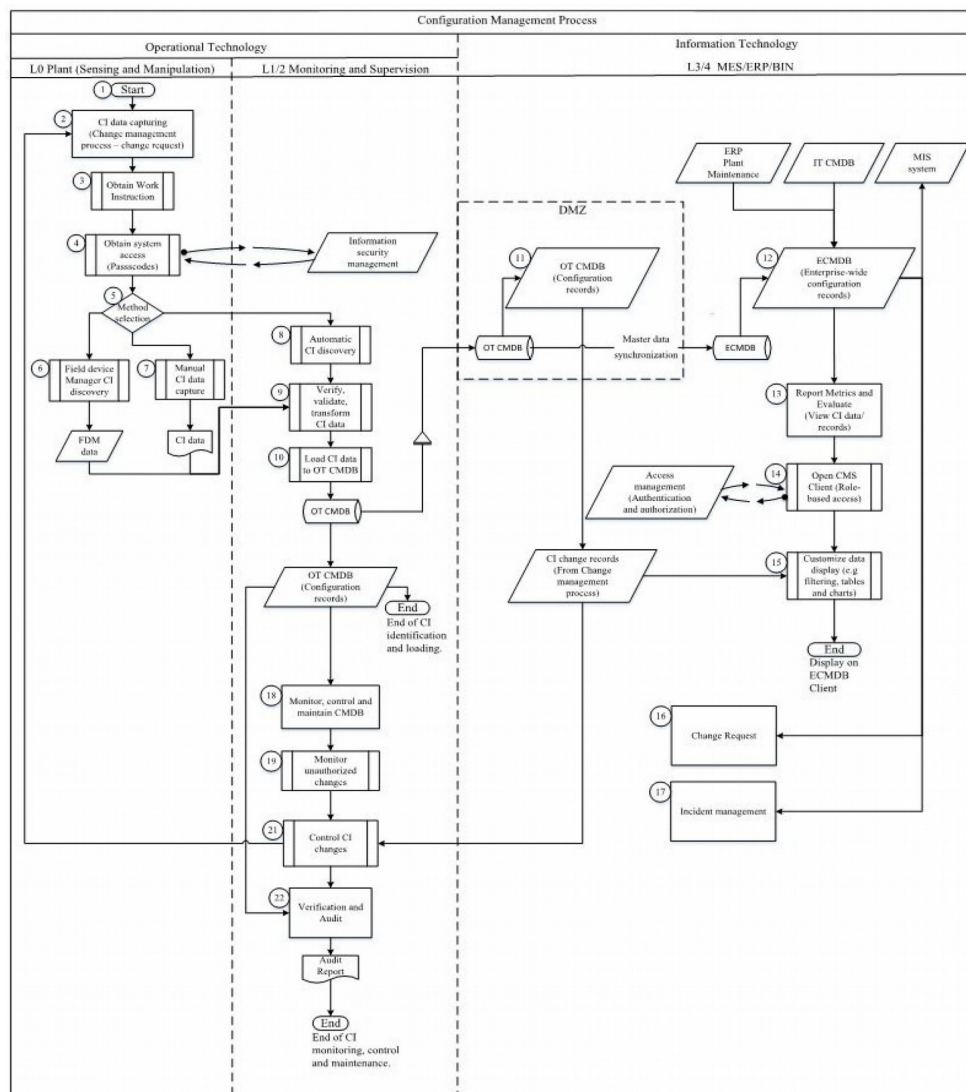 Configuration Management Process
Operational Technology
Information Technology
L0 Plant (Sensing and Manipulation)
L1/2 Monitoring and Supervision
L3/4 MES/ERP/BIN
1
Start
2
CI data capturing
(Change management
process – change request)
3
Obtain Work
Instruction
4
Obtain system
access
(Passscodes)
Information
security
management
5
Method
selection
6
Field device
Manager CI
discovery
7
Manual
CI data
capture
FDM
data
CI data
8
Automatic
CI discovery
9
Verify,
validate,
transform
CI data
10
Load CI data
to OT CMDB
OT CMDB
OT CMDB
(Configuration
records)
End
End of CI
identification
and loading.
18
Monitor, control and
maintain CMDB
19
Monitor
unauthorized
changes
21
Control CI
changes
22
Verification and
Audit
Audit
Report
End
End of CI
monitoring, control
and maintenance.
DMZ
11
OT CMDB
(Configuration
records)
OT CMDB
Master data
synchronization
ECMDB
ERP
Plant
Maintenance
IT CMDB
MIS
system
12
ECMDB
(Enterprise-wide
configuration
records)
13
Report Metrics and
Evaluate
(View CI data/
records)
Access
management
(Authentication
and authorization)
14
Open CMS
Client (Role-
based access)
CI change records
(From Change
management
process)
15
Customize data
display (e.g
filtering, tables
and charts)
End
Display on
ECMDB
Client
16
Change Request
17
Incident management